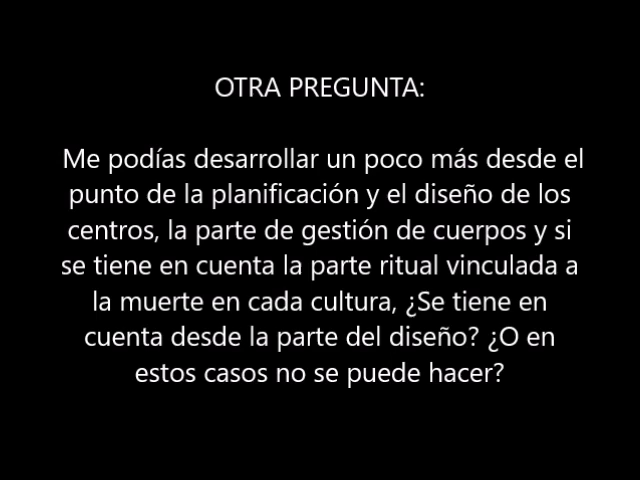 OTRA PREGUNTA:
Me podías desarrollar un poco más desde el
punto de la planificación y el diseño de los
centros, la parte de gestión de cuerpos y si
se tiene en cuenta la parte ritual vinculada a
la muerte en cada cultura, ¿Se tiene en
cuenta desde la parte del diseño? ¿O en
estos casos no se puede hacer?